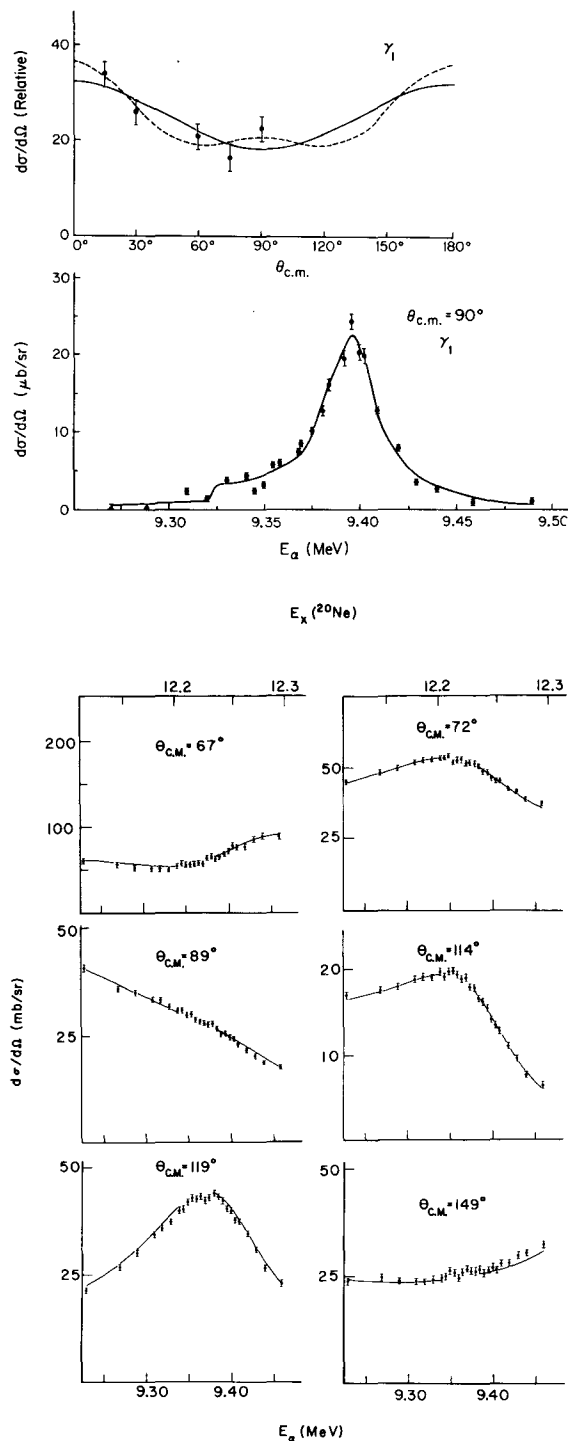 dσ/dΩ (Relative)
40
20
0
γ₁
0° 30° 60° 90° 120° 150° 180°
θc.m.
dσ/dΩ (μb/sr)
30
20
10
0
θc.m. = 90°
γ₁
9.30 9.35 9.40 9.45 9.50
Eα (MeV)
Ex (²⁰Ne)
12.2 12.3
12.2 12.3
200
100
θC.M. = 67°
50
25
θC.M. = 72°
dσ/dΩ (mb/sr)
50
25
θC.M. = 89°
20
10
θC.M. = 114°
50
25
θC.M. = 119°
50
25
θC.M. = 149°
9.30 9.40
9.30 9.40
Eα (MeV)